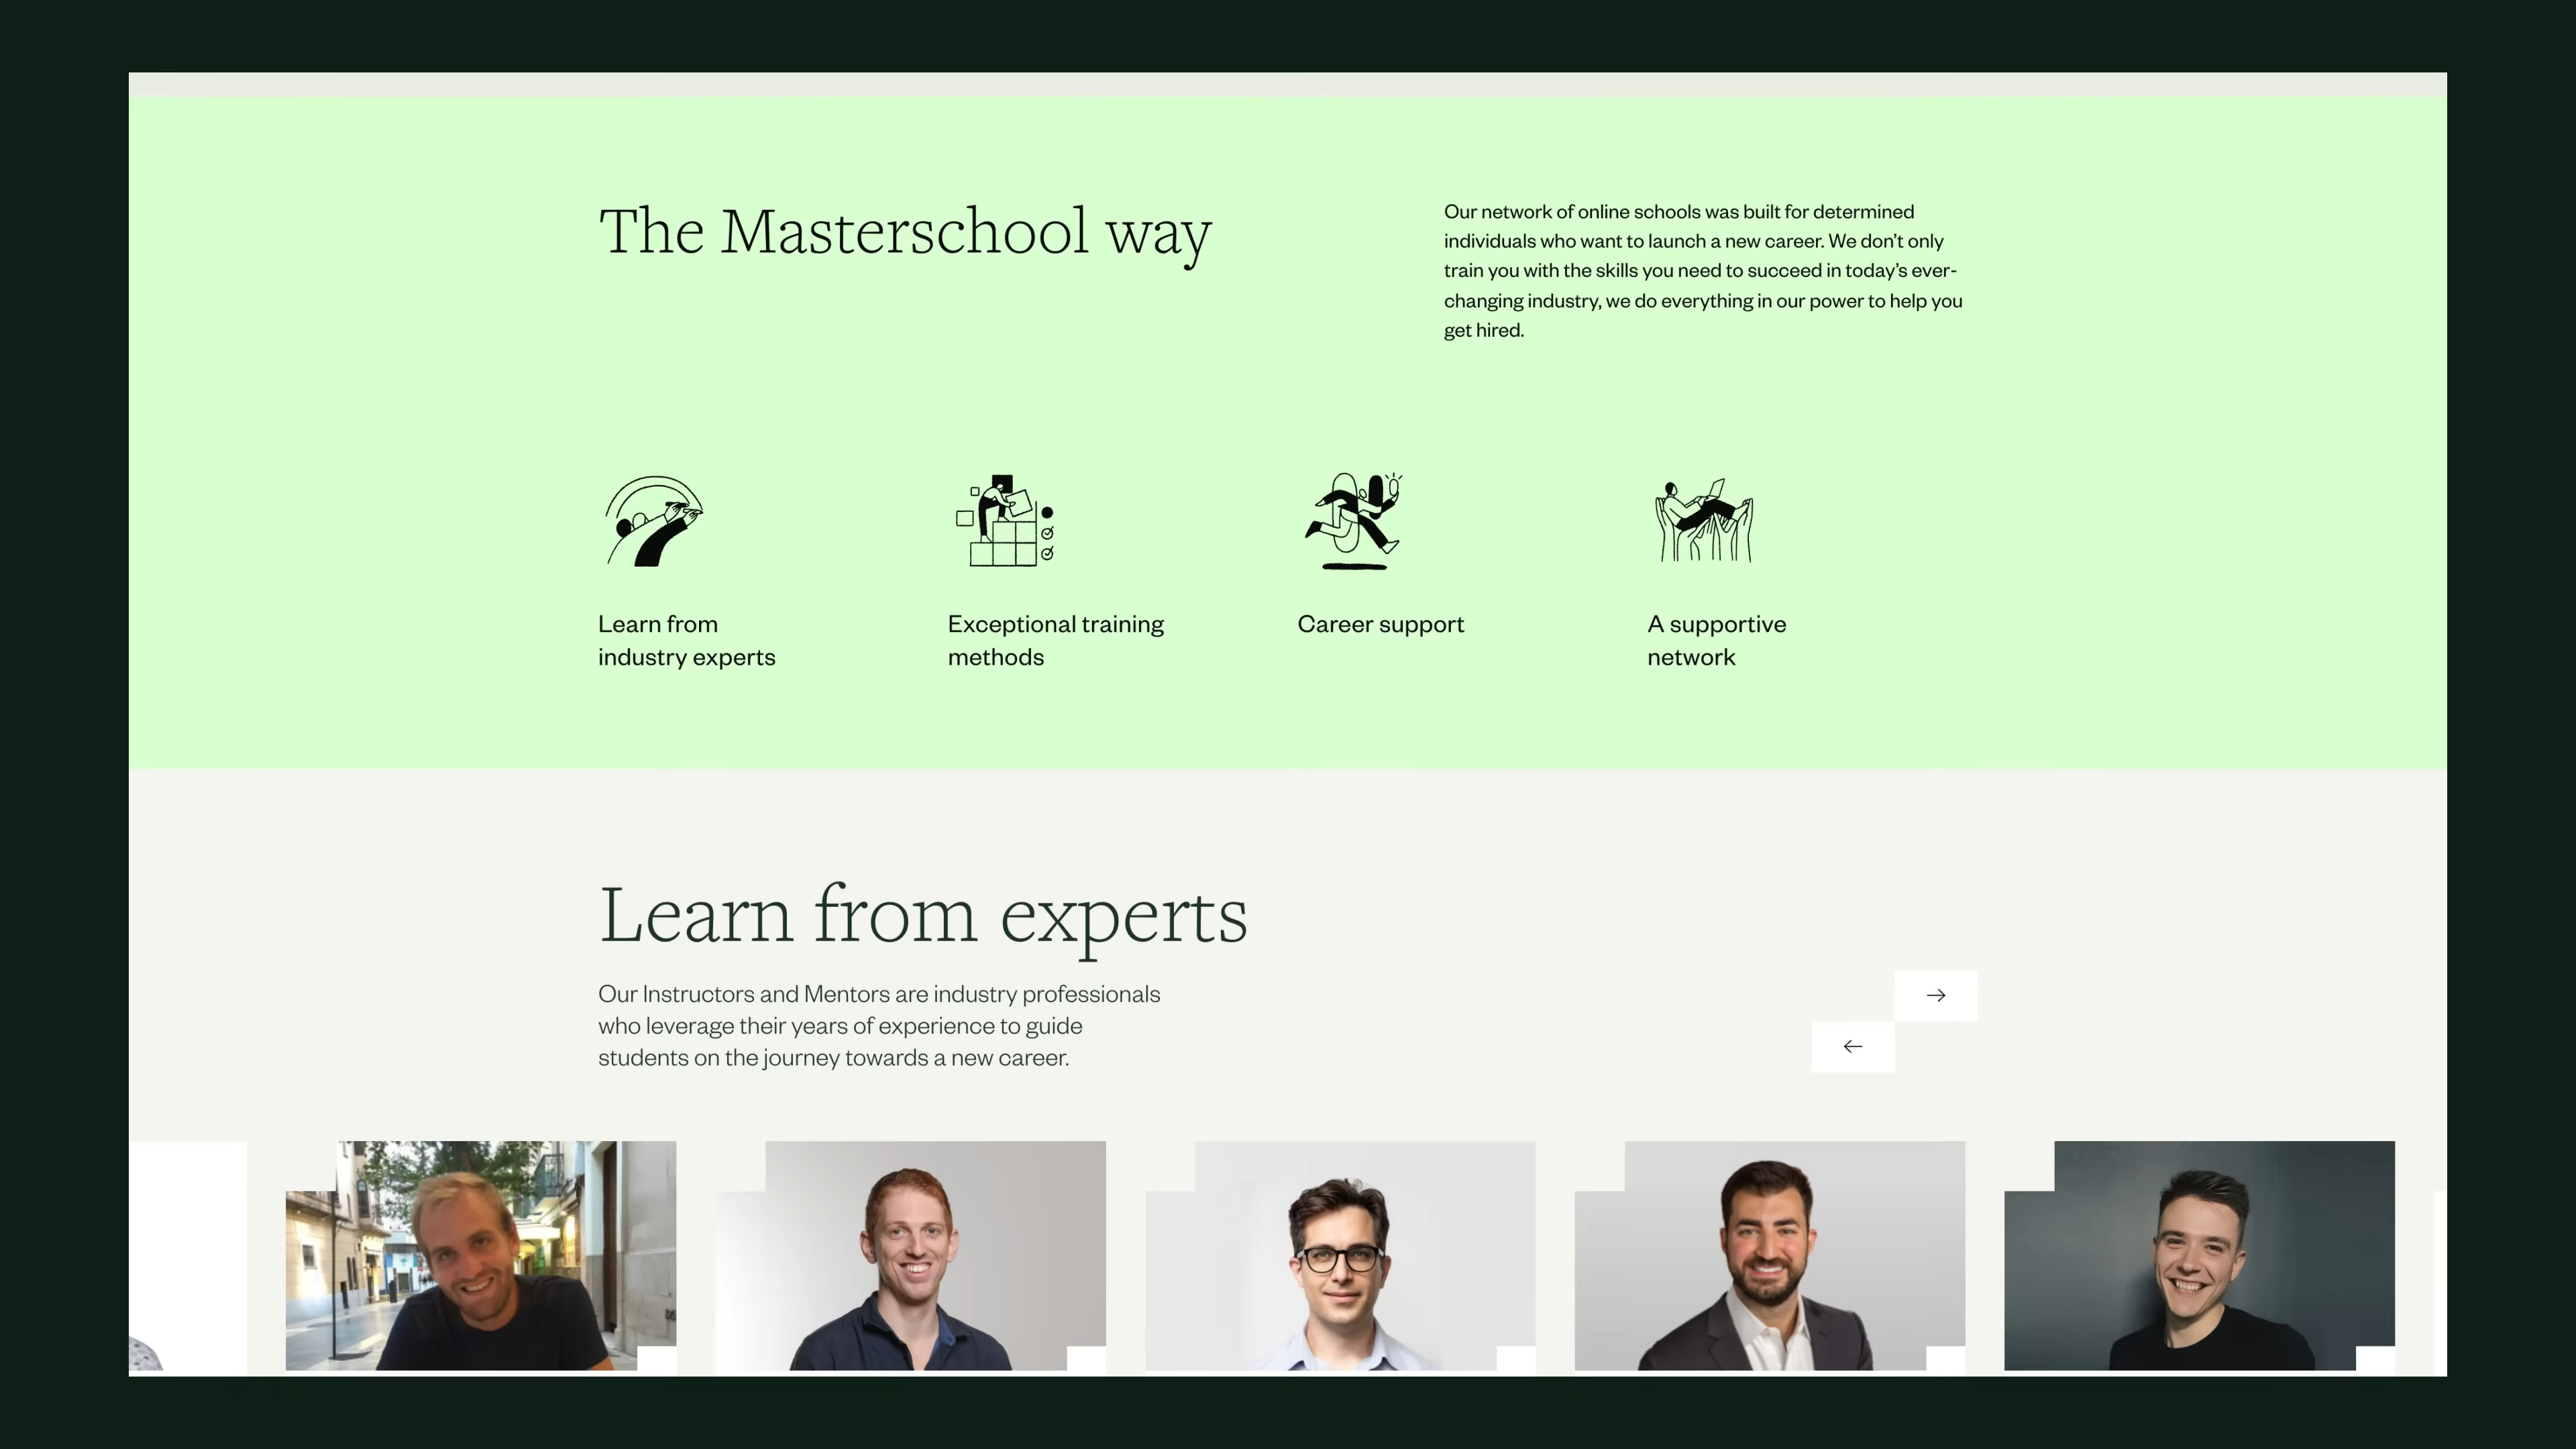 The Masterschool way
Our network of online schools was built for determined
individuals who want to launch a new career. We don’t only
train you with the skills you need to succeed in today’s ever-
changing industry, we do everything in our power to help you
get hired.
Learn from
industry experts
Exceptional training
methods
Career support
A supportive
network
Learn from experts
Our Instructors and Mentors are industry professionals
who leverage their years of experience to guide
students on the journey towards a new career.